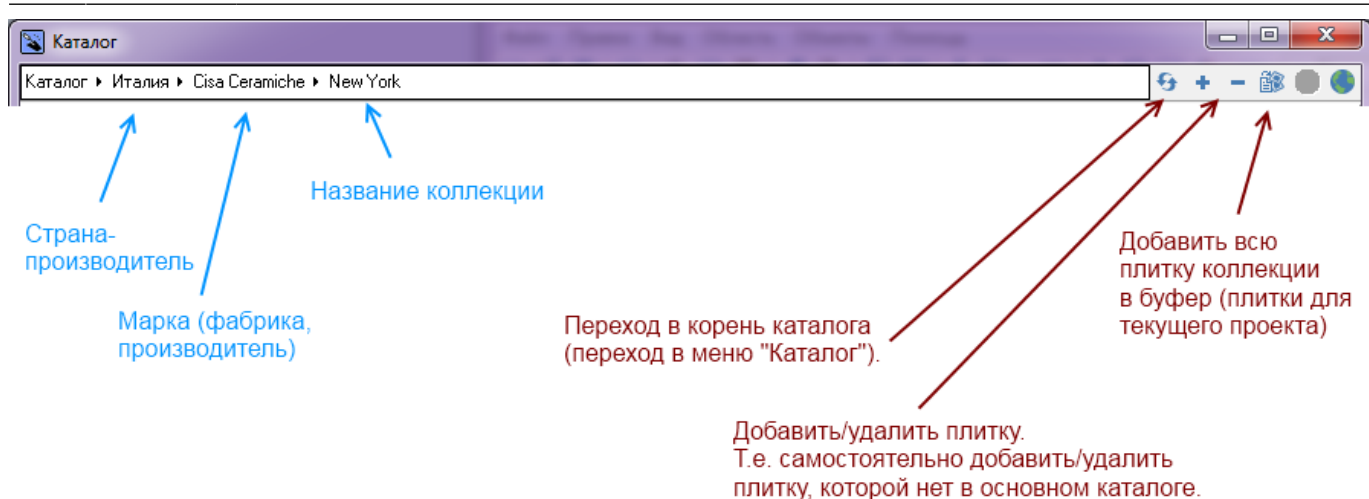 Каталог
Каталог ▸ Италия ▸ Cisa Ceramiche ▸ New York
Название коллекции
Страна-
производитель
Марка (фабрика,
производитель)
Добавить всю
плитку коллекции
в буфер (плитки для
текущего проекта)
Переход в корень каталога
(переход в меню "Каталог").
Добавить/удалить плитку.
Т.е. самостоятельно добавить/удалить
плитку, которой нет в основном каталоге.